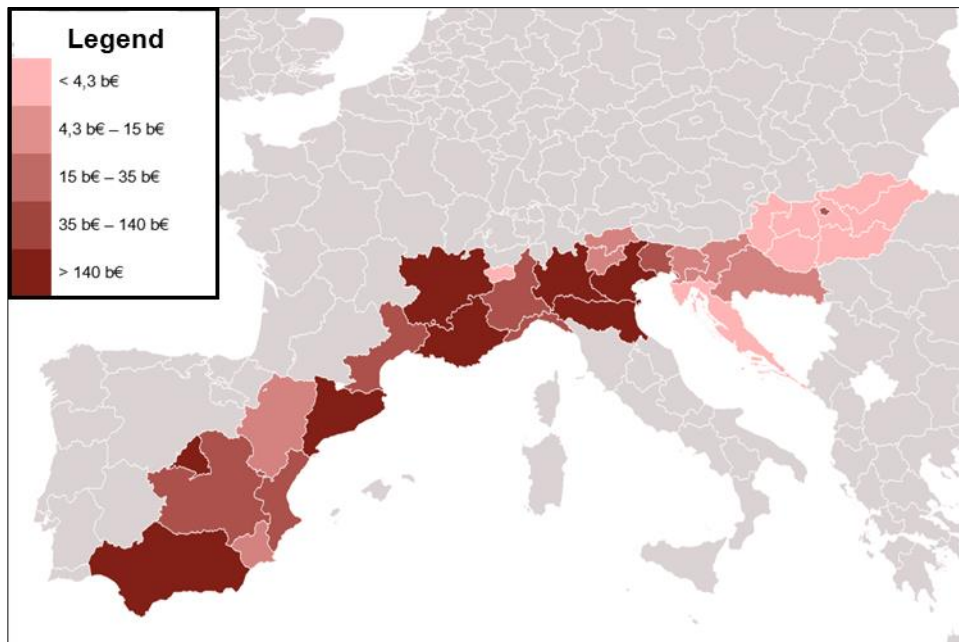 Legend
< 4,3 b€
4,3 b€ – 15 b€
15 b€ – 35 b€
35 b€ – 140 b€
> 140 b€